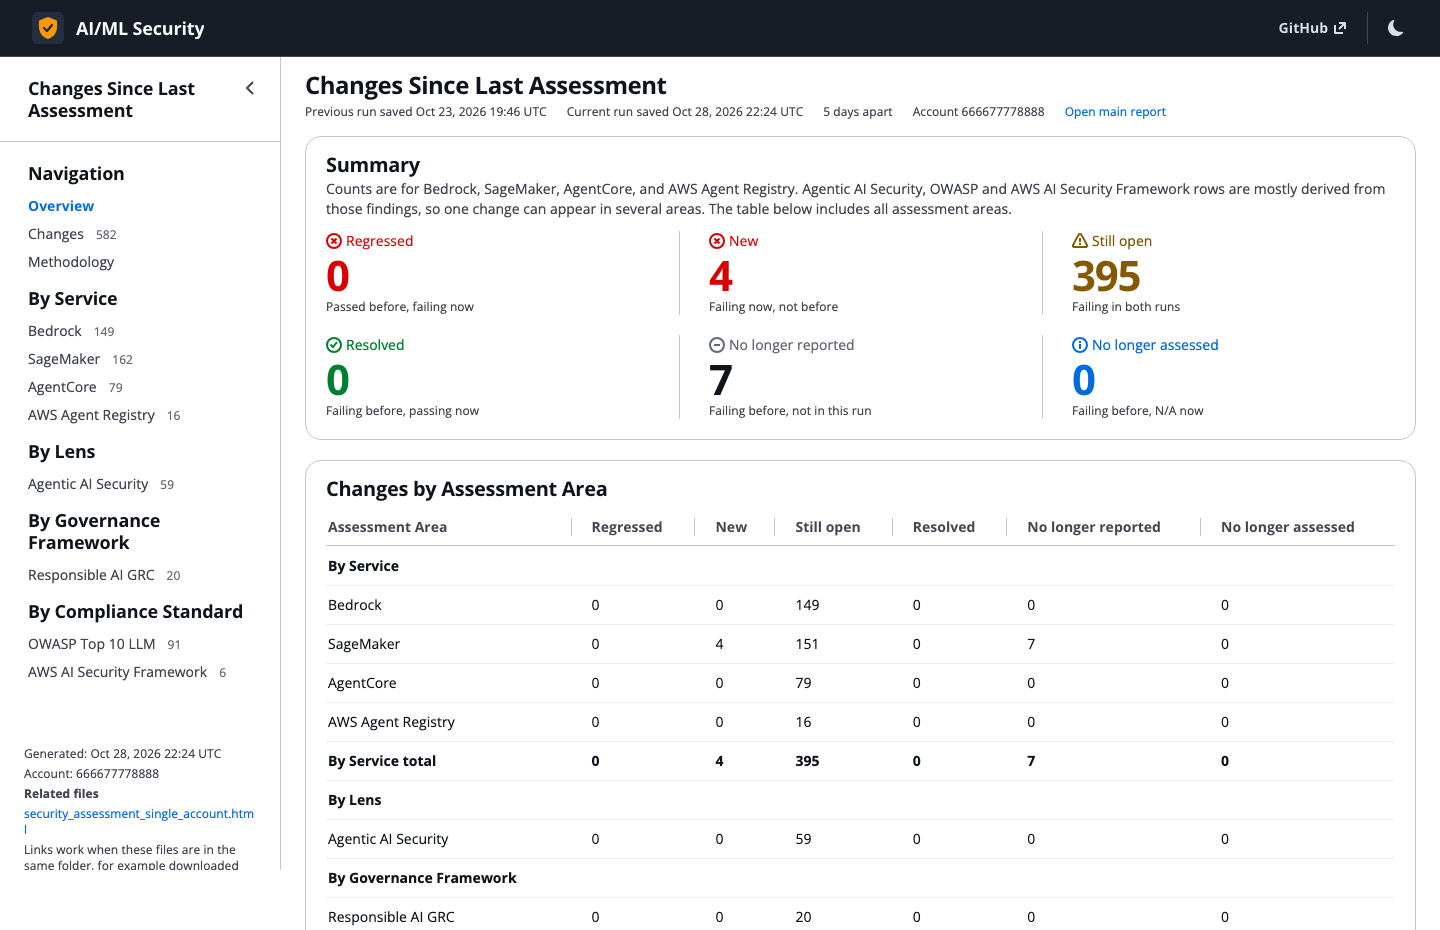 AI/ML Security
GitHub
Changes Since Last
Assessment
Navigation
Overview
Changes 582
Methodology
By Service
Bedrock 149
SageMaker 162
AgentCore 79
AWS Agent Registry 16
By Lens
Agentic AI Security 59
By Governance
Framework
Responsible AI GRC 20
By Compliance Standard
OWASP Top 10 LLM 91
AWS AI Security Framework 6
Generated: Oct 28, 2026 22:24 UTC
Account: 666677778888
Related files
security_assessment_single_account.htm
l
Links work when these files are in the
same folder, for example downloaded
Changes Since Last Assessment
Previous run saved Oct 23, 2026 19:46 UTC Current run saved Oct 28, 2026 22:24 UTC 5 days apart Account 666677778888 Open main report
Summary
Counts are for Bedrock, SageMaker, AgentCore, and AWS Agent Registry. Agentic AI Security, OWASP and AWS AI Security Framework rows are mostly derived from
those findings, so one change can appear in several areas. The table below includes all assessment areas.
Regressed
0
Passed before, failing now
New
4
Failing now, not before
Still open
395
Failing in both runs
Resolved
0
Failing before, passing now
No longer reported
7
Failing before, not in this run
No longer assessed
0
Failing before, N/A now
Changes by Assessment Area
Assessment Area Regressed New Still open Resolved No longer reported No longer assessed
By Service
Bedrock 0 0 149 0 0 0
SageMaker 0 4 151 0 7 0
AgentCore 0 0 79 0 0 0
AWS Agent Registry 0 0 16 0 0 0
By Service total 0 4 395 0 7 0
By Lens
Agentic AI Security 0 0 59 0 0 0
By Governance Framework
Responsible AI GRC 0 0 20 0 0 0